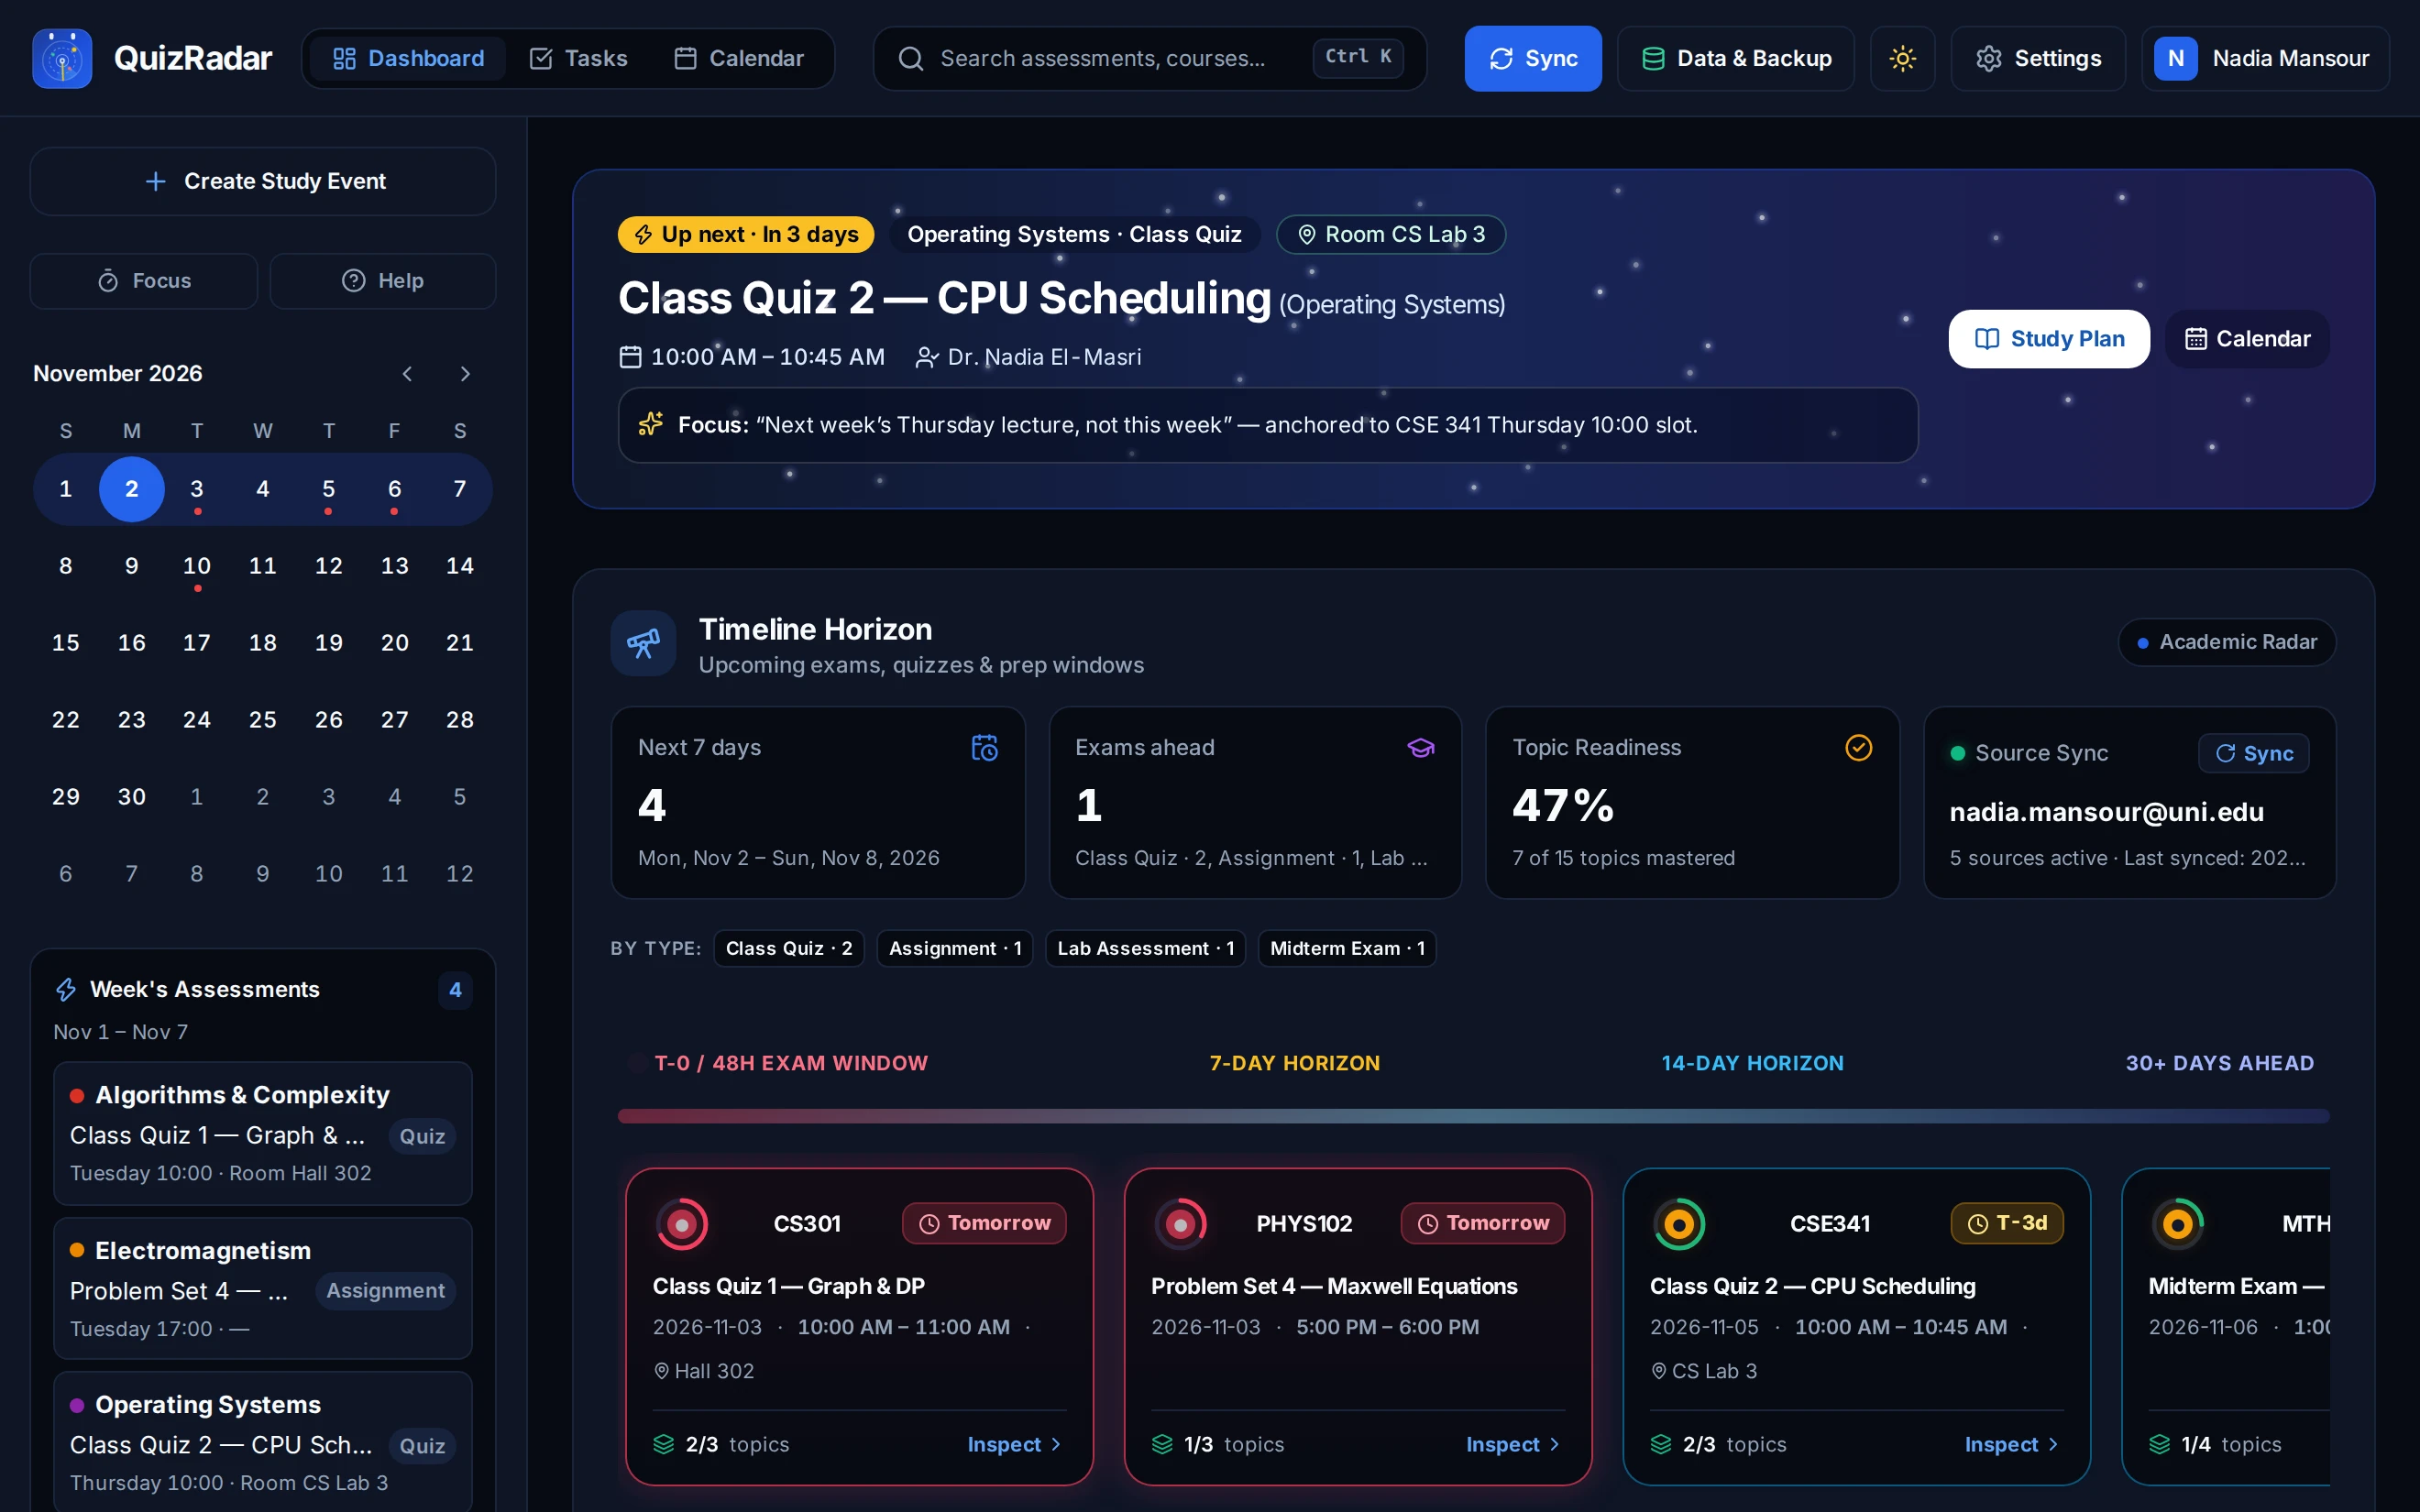 QuizRadar
Dashboard
Tasks
Calendar
Search assessments, courses...
Ctrl K
Sync
Data & Backup
Settings
N
Nadia Mansour
Create Study Event
Focus
Help
November 2026
S M T W T F S
1 2 3 4 5 6 7
8 9 10 11 12 13 14
15 16 17 18 19 20 21
22 23 24 25 26 27 28
29 30 1 2 3 4 5
6 7 8 9 10 11 12
Week's Assessments
4
Nov 1 – Nov 7
Algorithms & Complexity
Class Quiz 1 — Graph & ...
Quiz
Tuesday 10:00 · Room Hall 302
Electromagnetism
Problem Set 4 — ...
Assignment
Tuesday 17:00 · —
Operating Systems
Class Quiz 2 — CPU Sch...
Quiz
Thursday 10:00 · Room CS Lab 3
Up next · In 3 days
Operating Systems · Class Quiz
Room CS Lab 3
Class Quiz 2 — CPU Scheduling (Operating Systems)
10:00 AM – 10:45 AM
Dr. Nadia El-Masri
Focus: “Next week’s Thursday lecture, not this week” — anchored to CSE 341 Thursday 10:00 slot.
Study Plan
Calendar
Timeline Horizon
Upcoming exams, quizzes & prep windows
Academic Radar
Next 7 days
4
Mon, Nov 2 – Sun, Nov 8, 2026
Exams ahead
1
Class Quiz · 2, Assignment · 1, Lab ...
Topic Readiness
47%
7 of 15 topics mastered
Source Sync
Sync
nadia.mansour@uni.edu
5 sources active · Last synced: 202...
BY TYPE:
Class Quiz · 2
Assignment · 1
Lab Assessment · 1
Midterm Exam · 1
T-0 / 48H EXAM WINDOW
7-DAY HORIZON
14-DAY HORIZON
30+ DAYS AHEAD
CS301
Tomorrow
Class Quiz 1 — Graph & DP
2026-11-03 · 10:00 AM – 11:00 AM ·
Hall 302
2/3 topics
Inspect
PHYS102
Tomorrow
Problem Set 4 — Maxwell Equations
2026-11-03 · 5:00 PM – 6:00 PM
1/3 topics
Inspect
CSE341
T-3d
Class Quiz 2 — CPU Scheduling
2026-11-05 · 10:00 AM – 10:45 AM ·
CS Lab 3
2/3 topics
Inspect
MTH
Midterm Exam —
2026-11-06 · 1:00
1/4 topics